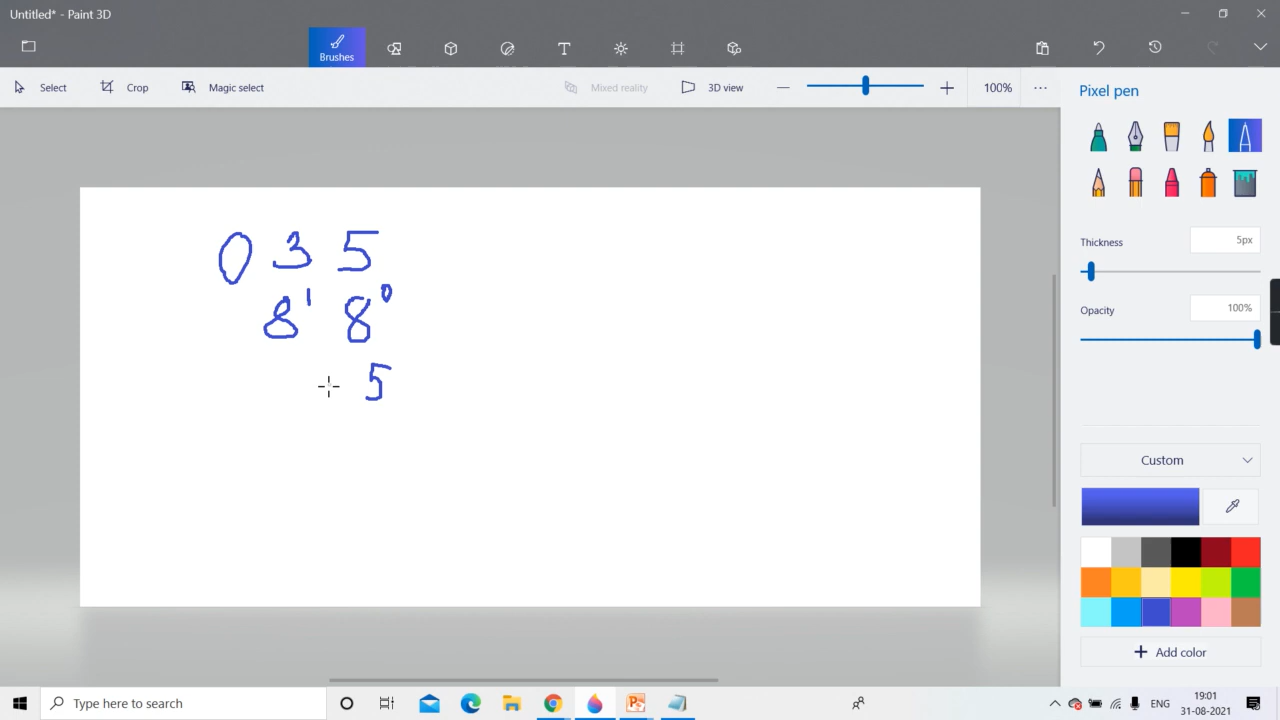 Untitled* - Paint 3D
Brushes
Select Crop Magic select Mixed reality 3D view 100%
Pixel pen
Thickness 5px
Opacity 100%
Custom
Add color
0 3 5
8¹ 8⁰
5
Type here to search
ENG 19:01
31-08-2021